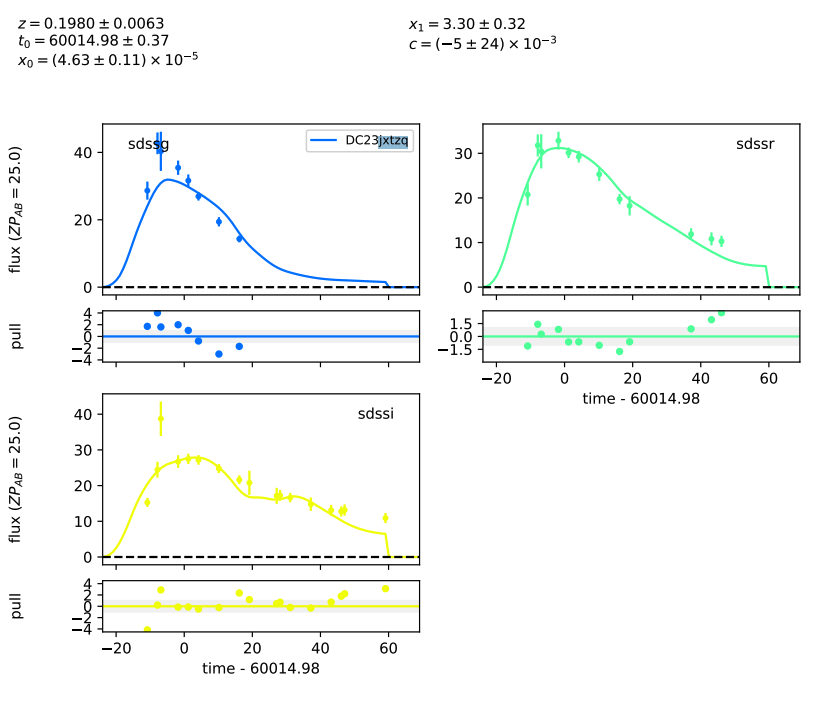 z = 0.1980 ± 0.0063
t₀ = 60014.98 ± 0.37
x₀ = (4.63 ± 0.11) × 10⁻⁵
x₁ = 3.30 ± 0.32
c = (−5 ± 24) × 10⁻³
sdssg
DC23jxtzq
flux (ZP_AB = 25.0)
40
20
0
pull
4
2
0
−2
−4
sdssr
30
20
10
0
1.5
0.0
−1.5
−20 0 20 40 60
time - 60014.98
sdssi
flux (ZP_AB = 25.0)
40
30
20
10
0
pull
4
2
0
−2
−4
−20 0 20 40 60
time - 60014.98